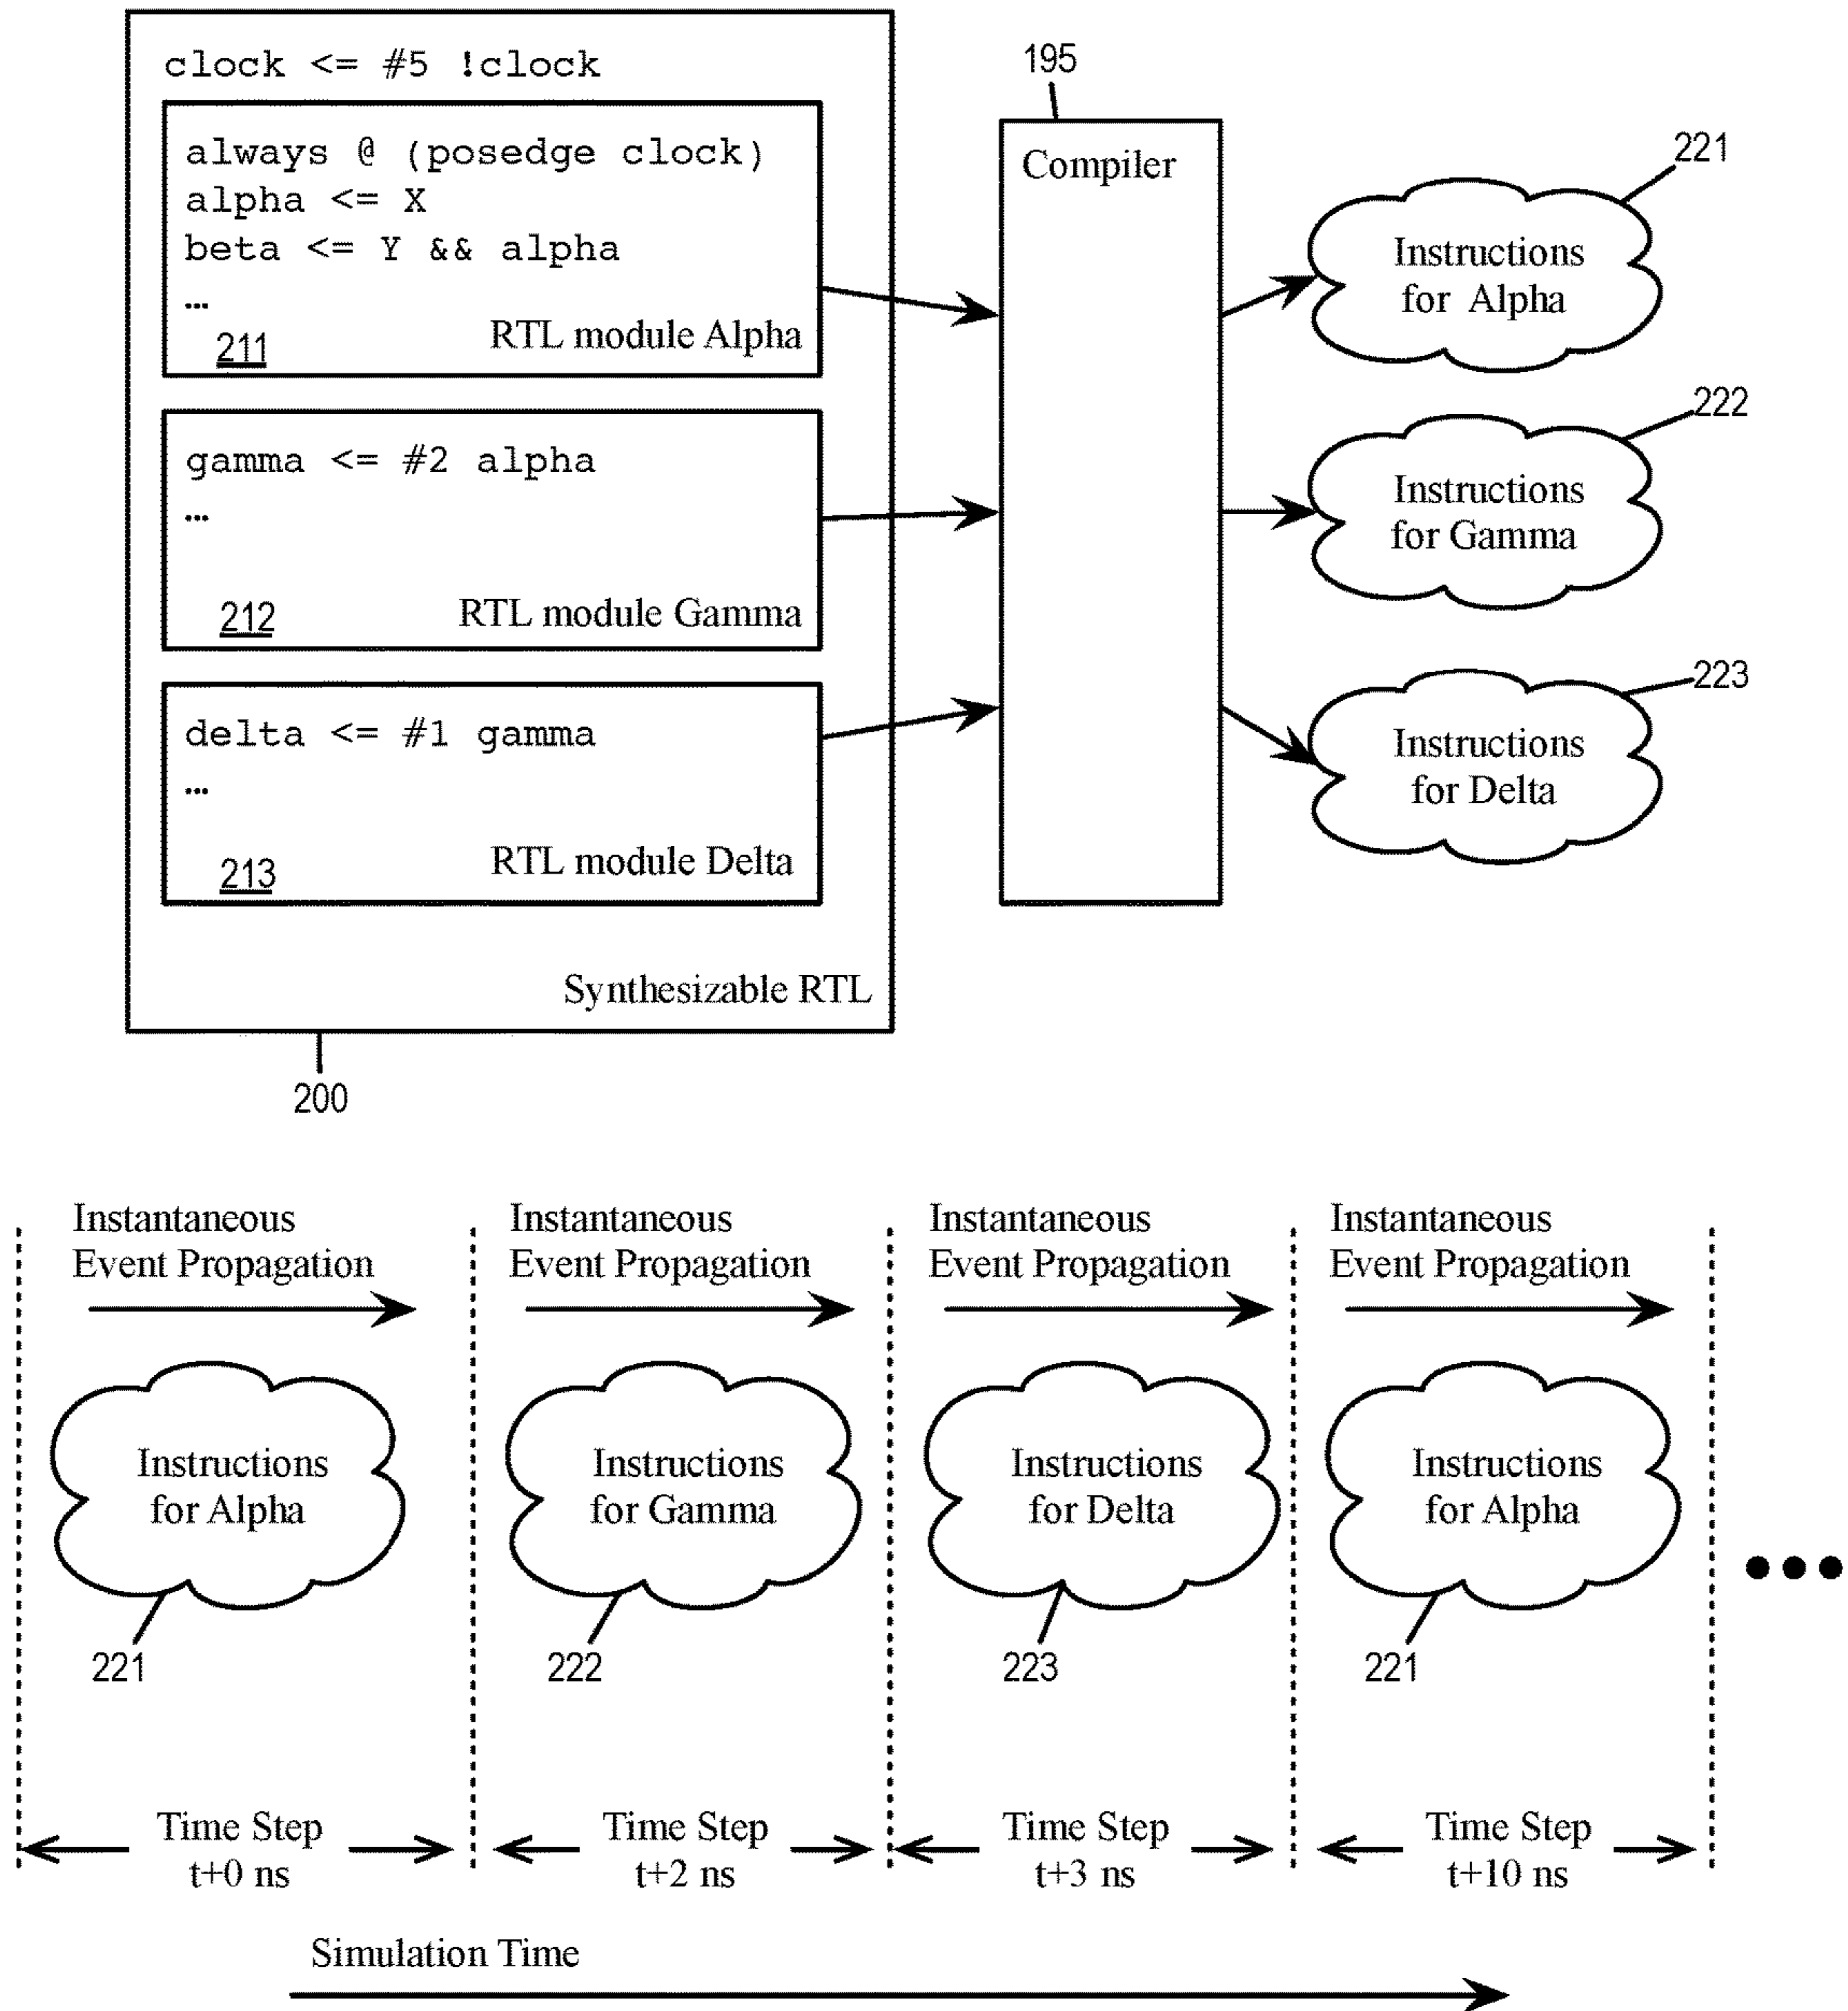 clock <= #5 !clock
always @ (posedge clock)
alpha <= X
beta <= Y && alpha
...
211
RTL module Alpha
gamma <= #2 alpha
...
212
RTL module Gamma
delta <= #1 gamma
...
213
RTL module Delta
Synthesizable RTL
200
195
Compiler
221
Instructions
for Alpha
222
Instructions
for Gamma
223
Instructions
for Delta
Instantaneous
Event Propagation
Instantaneous
Event Propagation
Instantaneous
Event Propagation
Instantaneous
Event Propagation
Instructions
for Alpha
Instructions
for Gamma
Instructions
for Delta
Instructions
for Alpha
221
222
223
221
Time Step
t+0 ns
Time Step
t+2 ns
Time Step
t+3 ns
Time Step
t+10 ns
Simulation Time